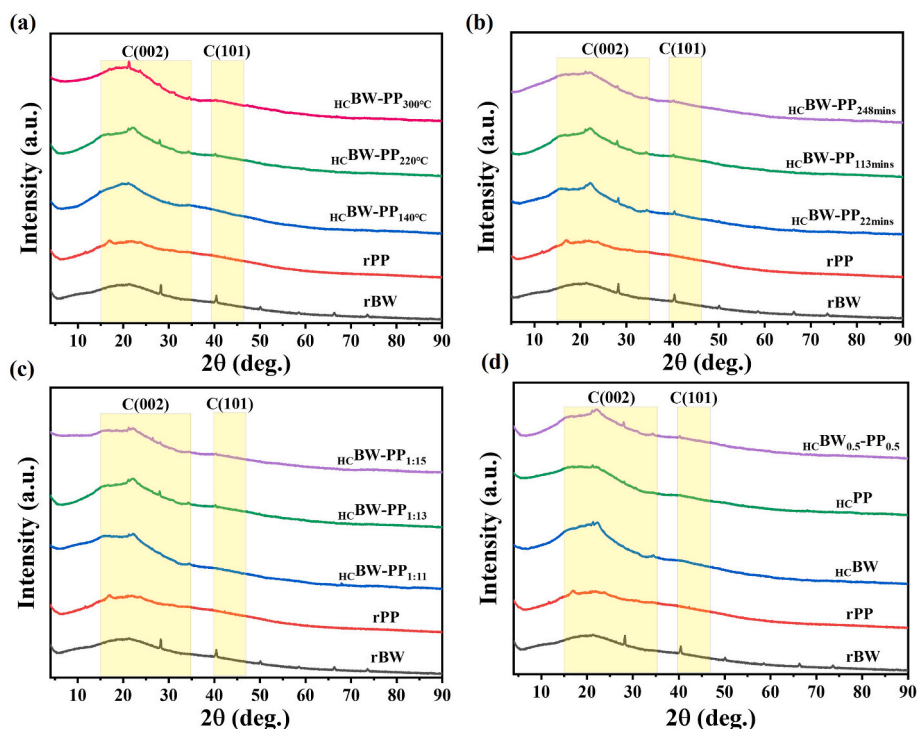 (a)
C(002) C(101)
HCBW-PP300℃
HCBW-PP220℃
HCBW-PP140℃
rPP
rBW
Intensity (a.u.)
10 20 30 40 50 60 70 80 90
2θ (deg.)
(b)
C(002) C(101)
HCBW-PP248mins
HCBW-PP113mins
HCBW-PP22mins
rPP
rBW
Intensity (a.u.)
10 20 30 40 50 60 70 80 90
2θ (deg.)
(c)
C(002) C(101)
HCBW-PP1:15
HCBW-PP1:13
HCBW-PP1:11
rPP
rBW
Intensity (a.u.)
10 20 30 40 50 60 70 80 90
2θ (deg.)
(d)
C(002) C(101)
HCBW0.5-PP0.5
HCPP
HCBW
rPP
rBW
Intensity (a.u.)
10 20 30 40 50 60 70 80 90
2θ (deg.)